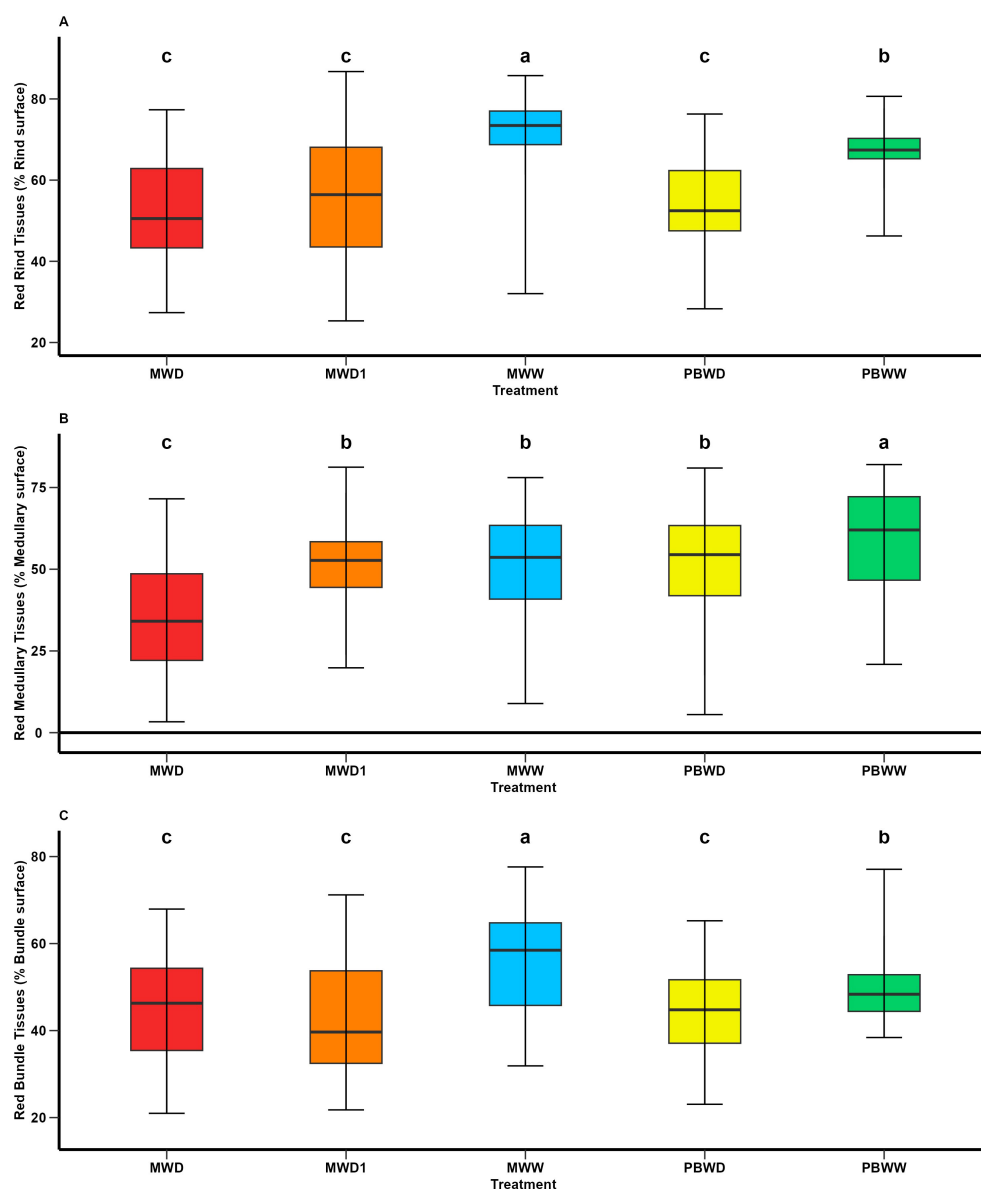 A
c c a c b
Red Rind Tissues (% Rind surface)
80
60
40
20
MWD MWD1 MWW PBWD PBWW
Treatment
B
c b b b a
Red Medullary Tissues (% Medullary surface)
75
50
25
0
MWD MWD1 MWW PBWD PBWW
Treatment
C
c c a c b
Red Bundle Tissues (% Bundle surface)
80
60
40
20
MWD MWD1 MWW PBWD PBWW
Treatment